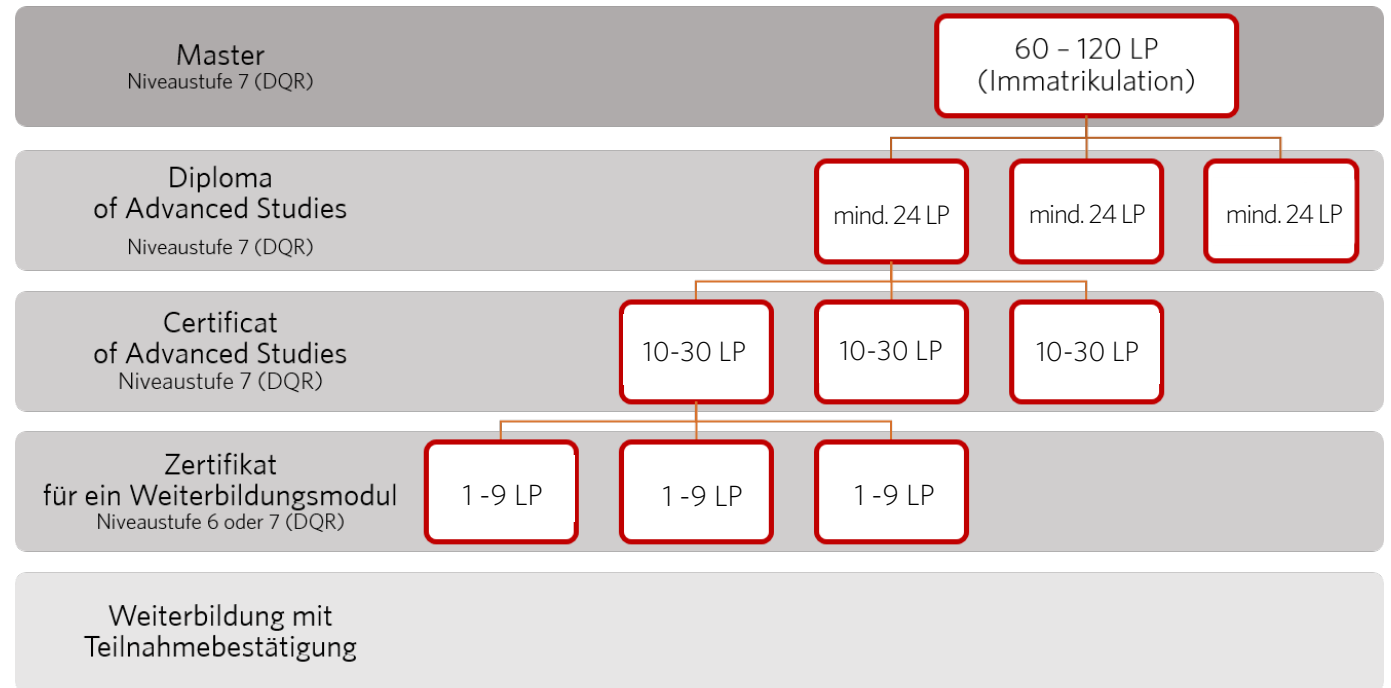 Master
Niveaustufe 7 (DQR)
60 – 120 LP
(Immatrikulation)
Diploma
of Advanced Studies
Niveaustufe 7 (DQR)
mind. 24 LP
mind. 24 LP
mind. 24 LP
Certificat
of Advanced Studies
Niveaustufe 7 (DQR)
10-30 LP
10-30 LP
10-30 LP
Zertifikat
für ein Weiterbildungsmodul
Niveaustufe 6 oder 7 (DQR)
1 -9 LP
1 -9 LP
1 -9 LP
Weiterbildung mit
Teilnahmebestätigung